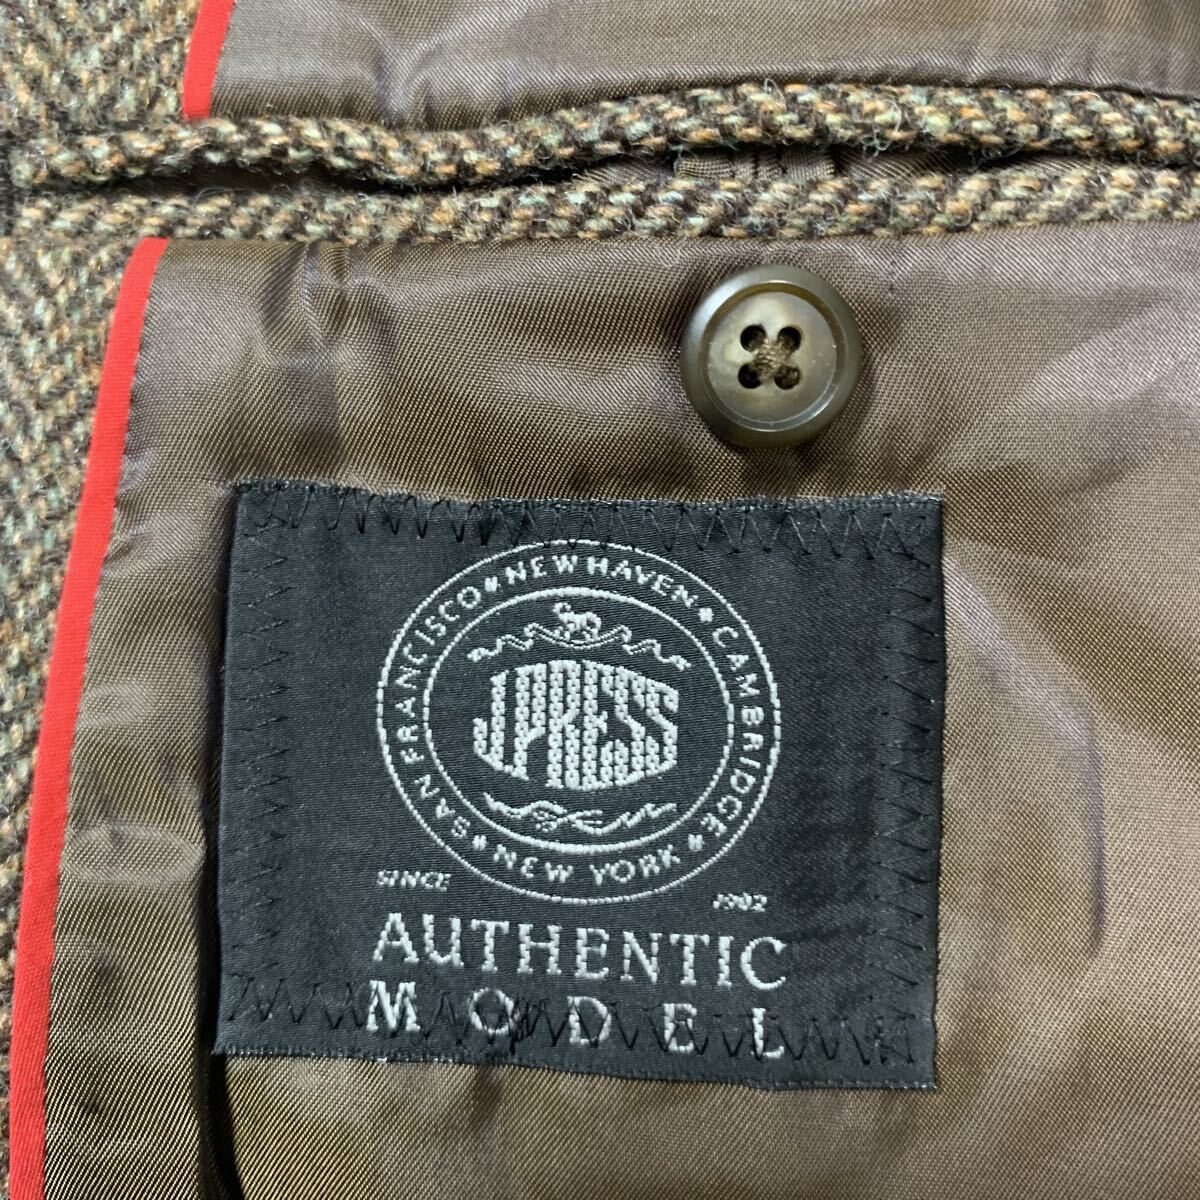 SAN FRANCISCO * NEW HAVEN * CAMBRIDGE * NEW YORK *
J.PRESS
SINCE 1902
AUTHENTIC
MODEL